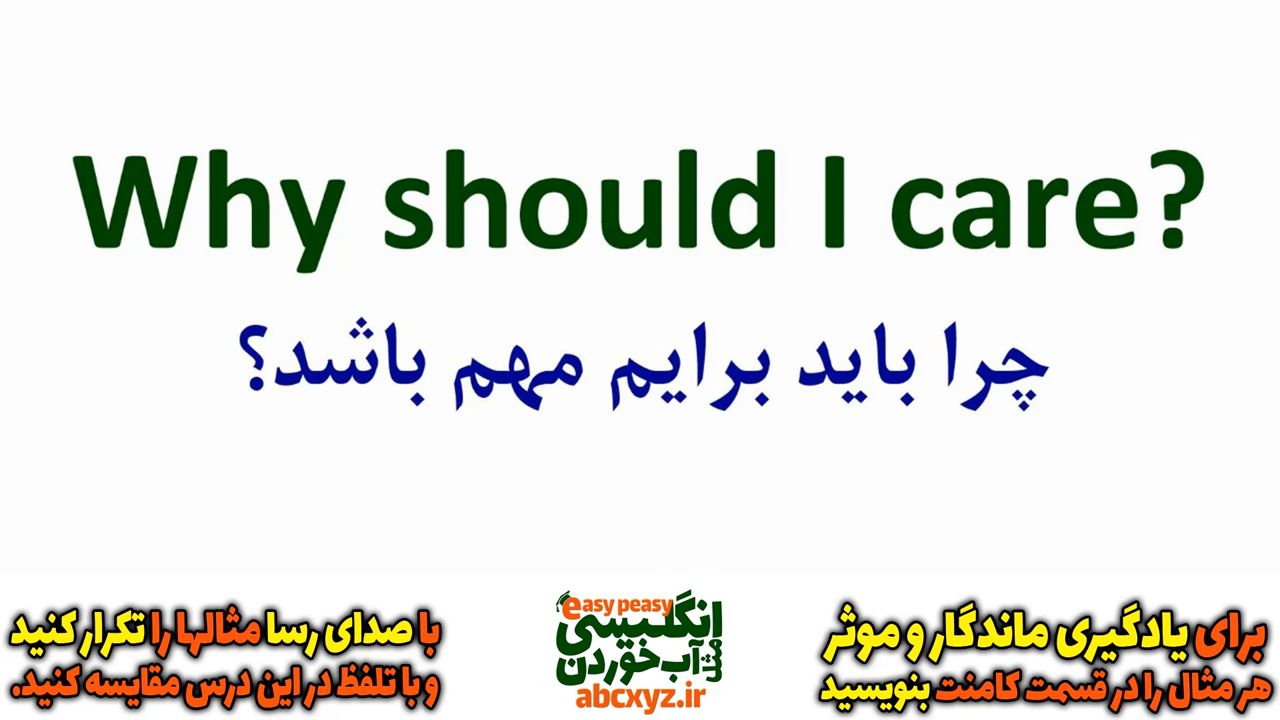 Why should I care?
چرا باید برایم مهم باشد؟
برای یادگیری ماندگار و موثر
هر مثال را در قسمت کامنت بنویسید
easy peasy
انگلیسی
مثل آب خوردن
abcxyz.ir
با صدای رسا مثالها را تکرار کنید
و با تلفظ در این درس مقایسه کنید.